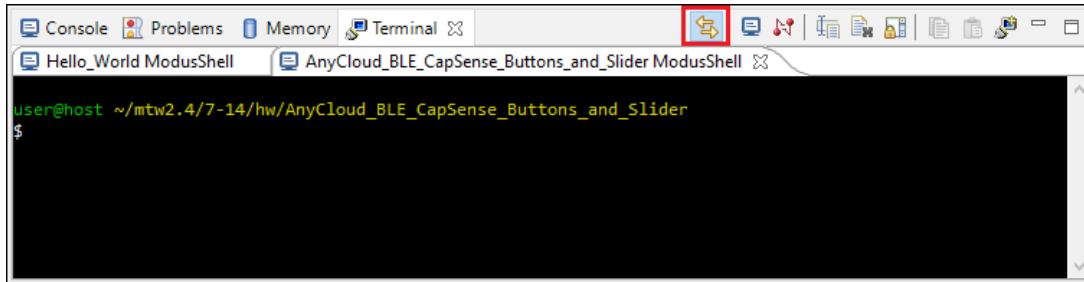 Console Problems Memory Terminal
Hello_World ModusShell AnyCloud_BLE_CapSense_Buttons_and_Slider ModusShell
user@host ~/mtw2.4/7-14/hw/AnyCloud_BLE_CapSense_Buttons_and_Slider
$